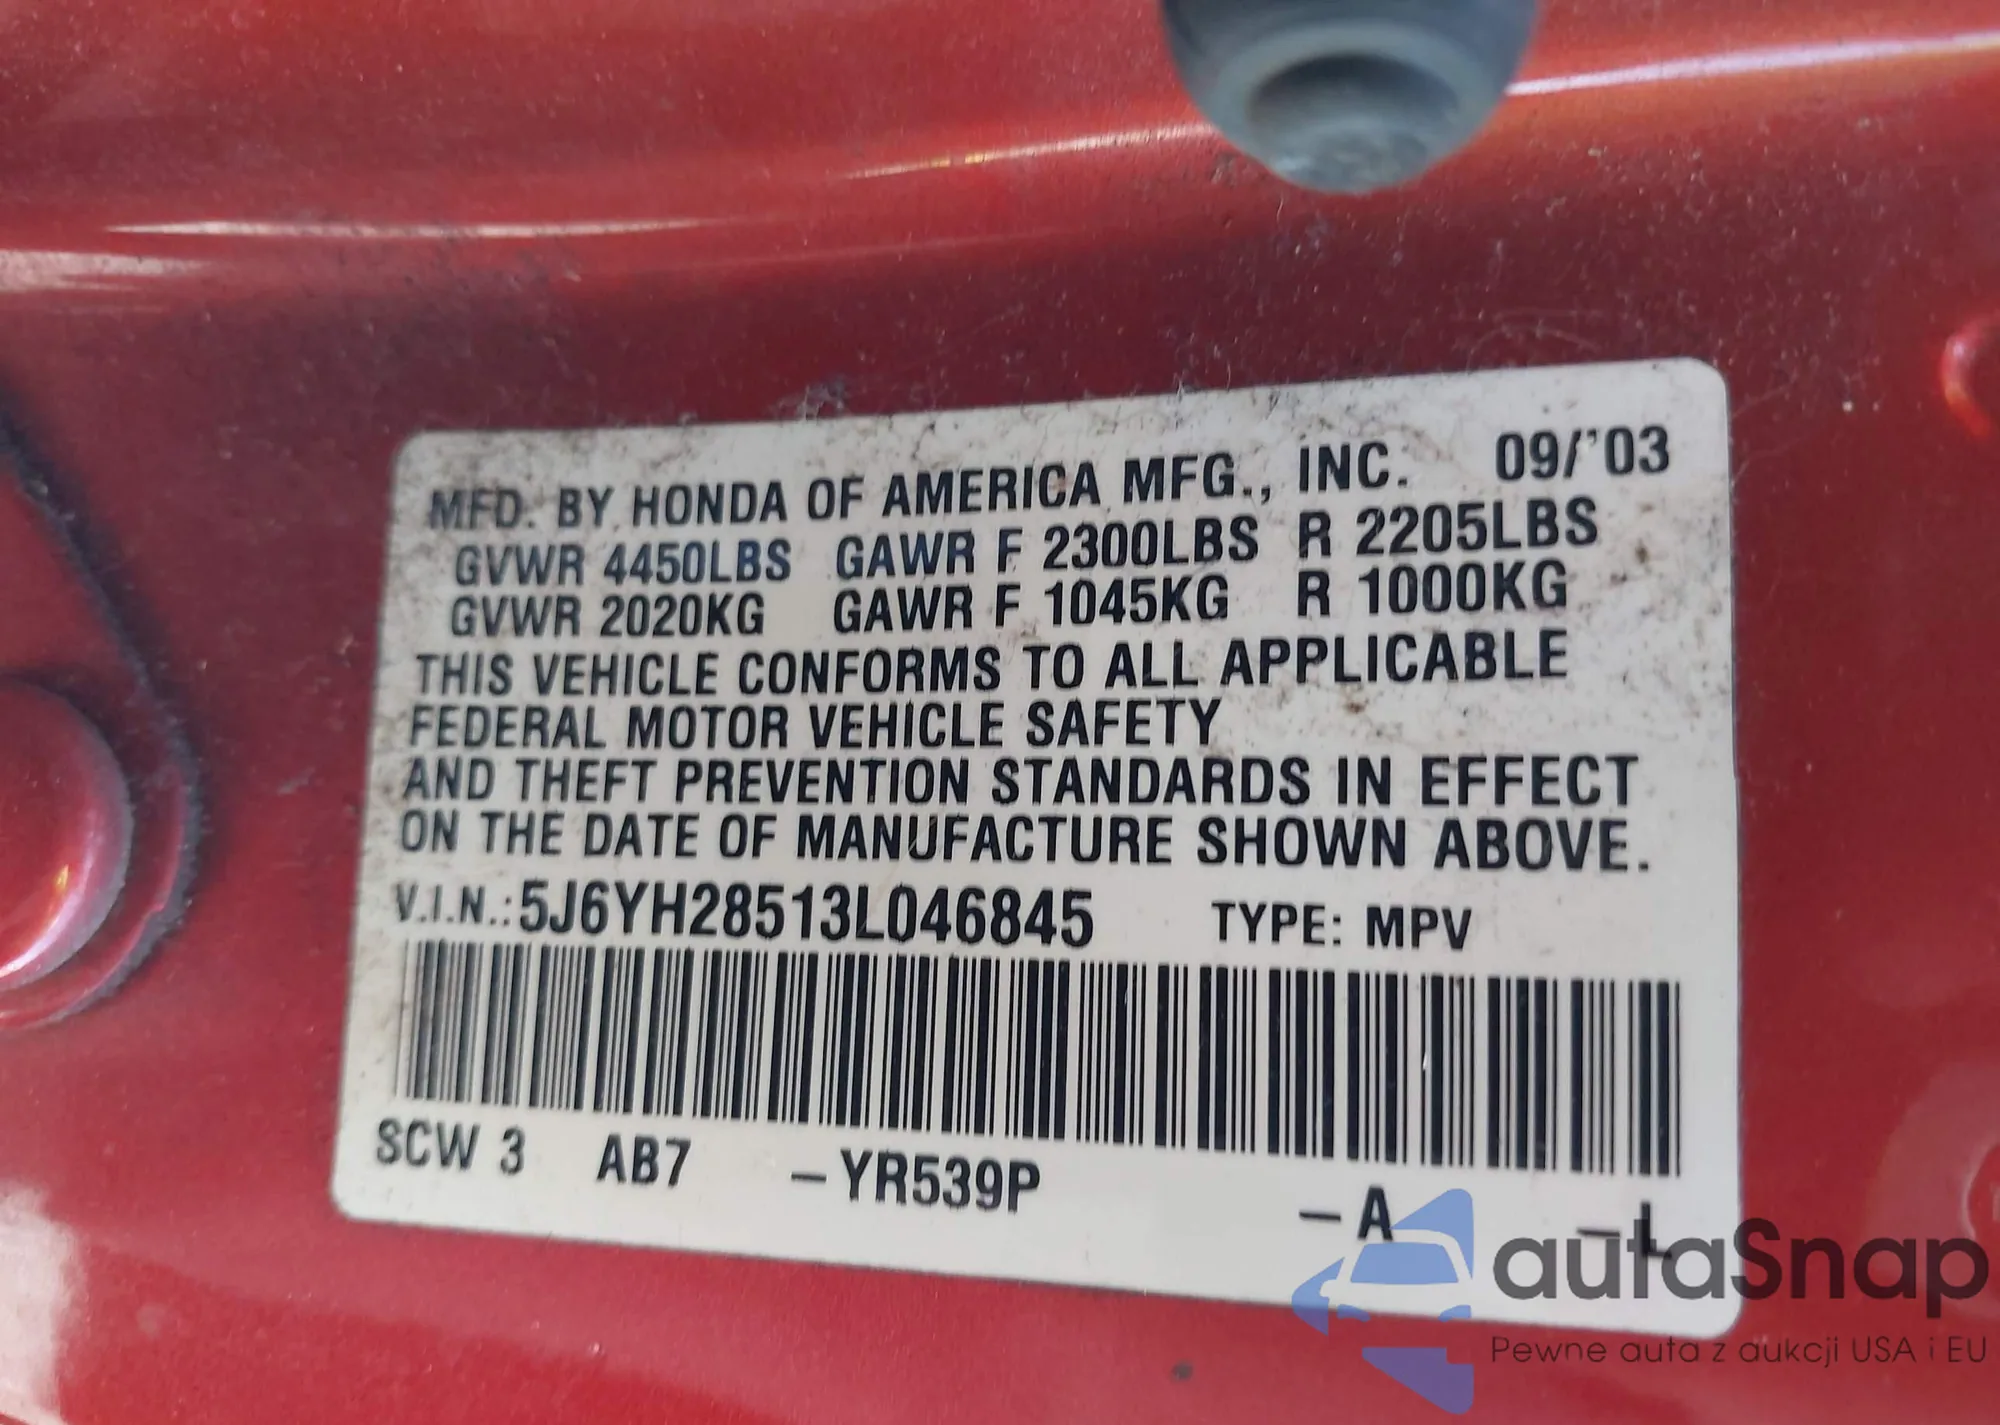 MFD. BY HONDA OF AMERICA MFG., INC. 09/'03
GVWR 4450LBS GAWR F 2300LBS R 2205LBS
GVWR 2020KG GAWR F 1045KG R 1000KG
THIS VEHICLE CONFORMS TO ALL APPLICABLE
FEDERAL MOTOR VEHICLE SAFETY
AND THEFT PREVENTION STANDARDS IN EFFECT
ON THE DATE OF MANUFACTURE SHOWN ABOVE.
V.I.N.:5J6YH28513L046845 TYPE: MPV
SCW 3 AB7 –YR539P –A –L
autaSnap
Pewne auta z aukcji USA i EU